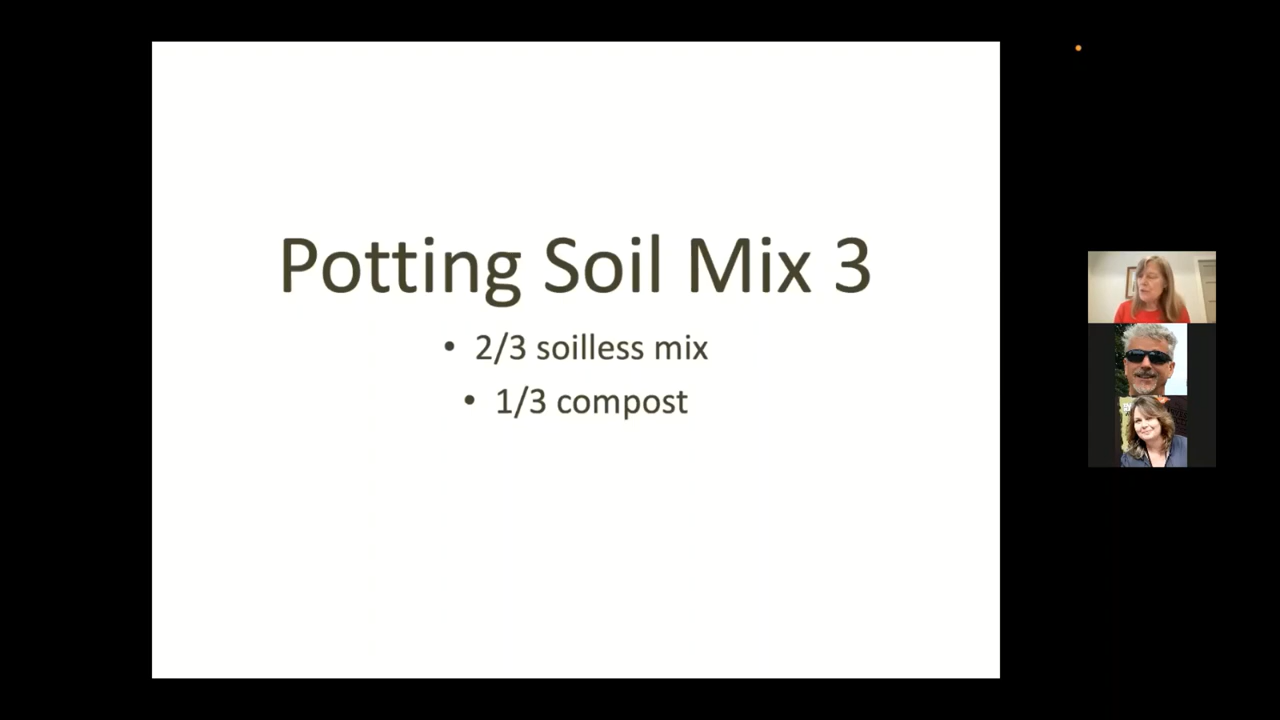 Potting Soil Mix 3
• 2/3 soilless mix
• 1/3 compost